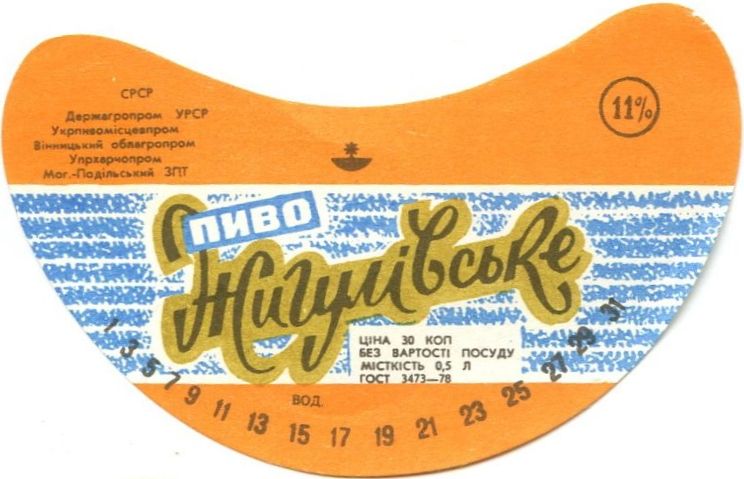 СРСР
Держагропром УРСР
Укрпивомісцевпром
Вінницький облагропром
Упрхарчопром
Мог.-Подільський ЗПТ
11%
ПИВО
Жигулівське
ЦІНА 30 КОП
БЕЗ ВАРТОСТІ ПОСУДУ
МІСТКІСТЬ 0,5 Л
ГОСТ 3473—78
ВОД.
1 3 5 7 9 11 13 15 17 19 21 23 25 27 29 31